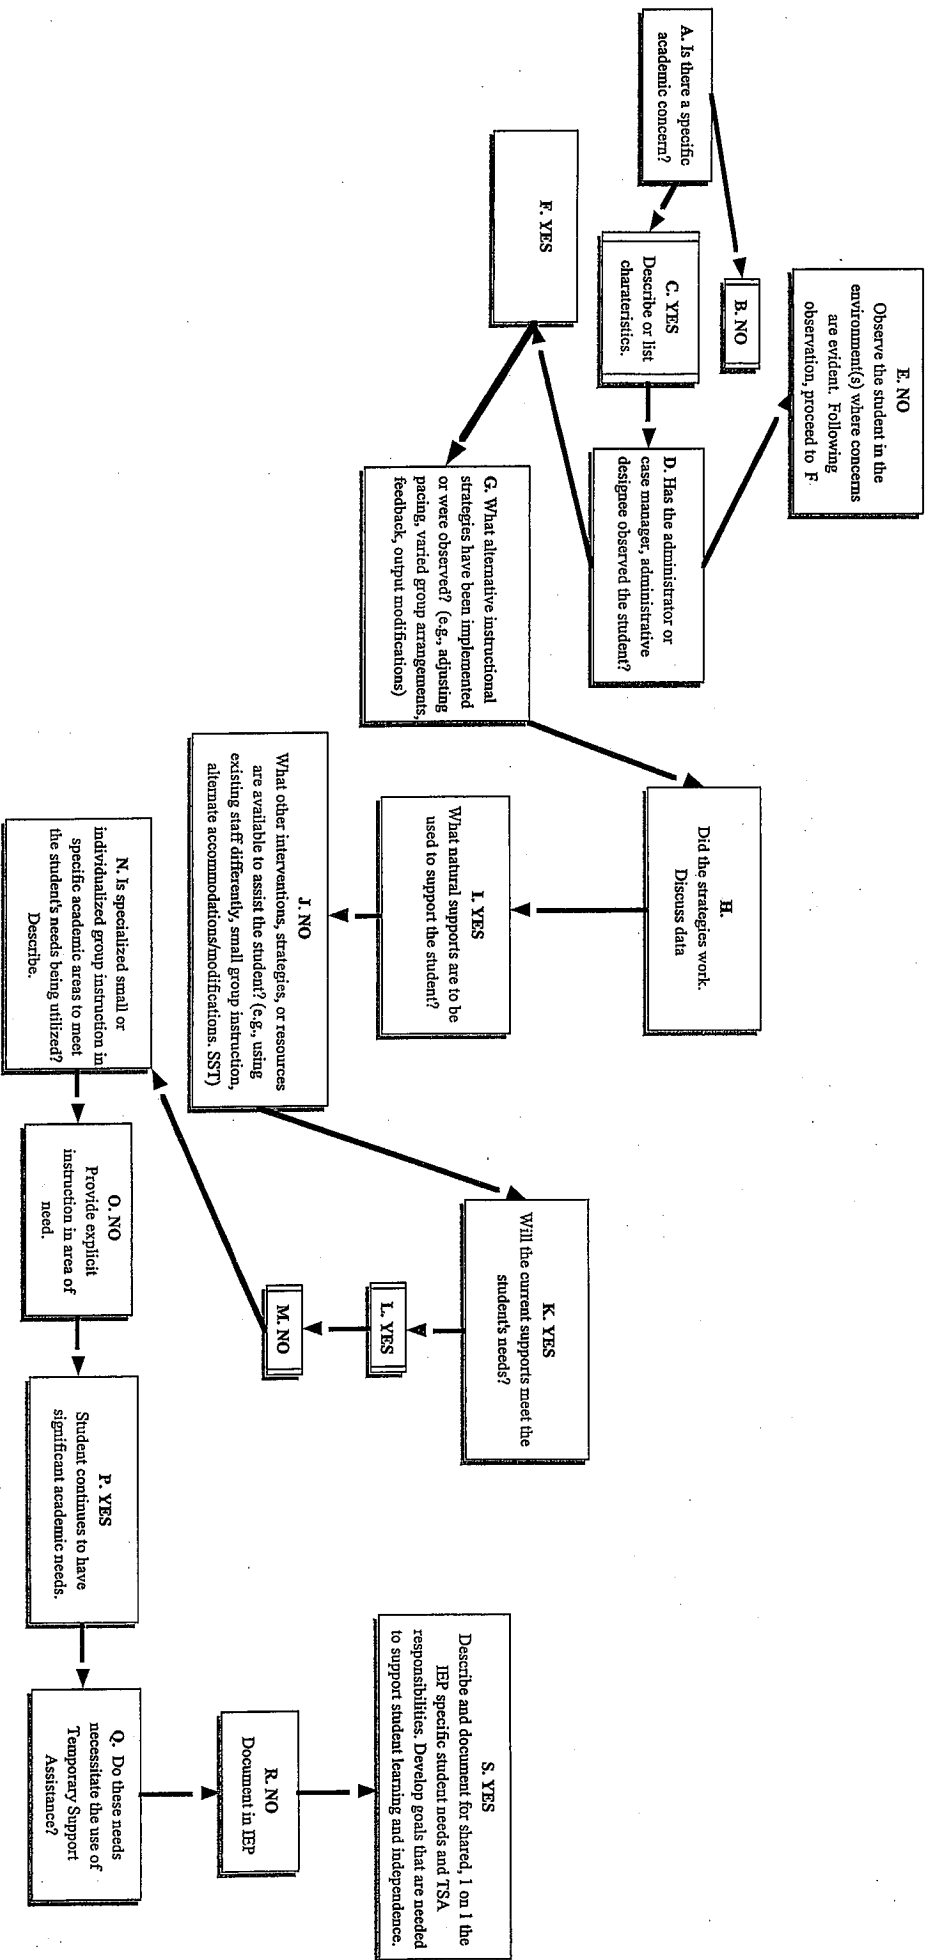 A. Is there a specific
academic concern?
B. NO
C. YES
Describe or list
charateristics.
D. Has the administrator or
case manager, administrative
designee observed the student?
E. NO
Observe the student in the
environment(s) where concerns
are evident. Following
observation, proceed to F
F. YES
G. What alternative instructional
strategies have been implemented
or were observed? (e.g., adjusting
pacing, varied group arrangements,
feedback, output modifications)
H.
Did the strategies work.
Discuss data
I. YES
What natural supports are to be
used to support the student?
J. NO
What other interventions, strategies, or resources
are available to assist the student? (e.g., using
existing staff differently, small group instruction,
alternate accommodations/modifications. SST)
K. YES
Will the current supports meet the
student's needs?
L. YES
M. NO
N. Is specialized small or
individualized group instruction in
specific academic areas to meet
the student's needs being utilized?
Describe.
O. NO
Provide explicit
instruction in area of
need.
P. YES
Student continues to have
significant academic needs.
Q. Do these needs
necessitate the use of
Temporary Support
Assistance?
R. NO
Document in IEP
S. YES
Describe and document for shared, 1 on 1 the
IEP specific student needs and TSA
responsibilities. Develop goals that are needed
to support student learning and independence.